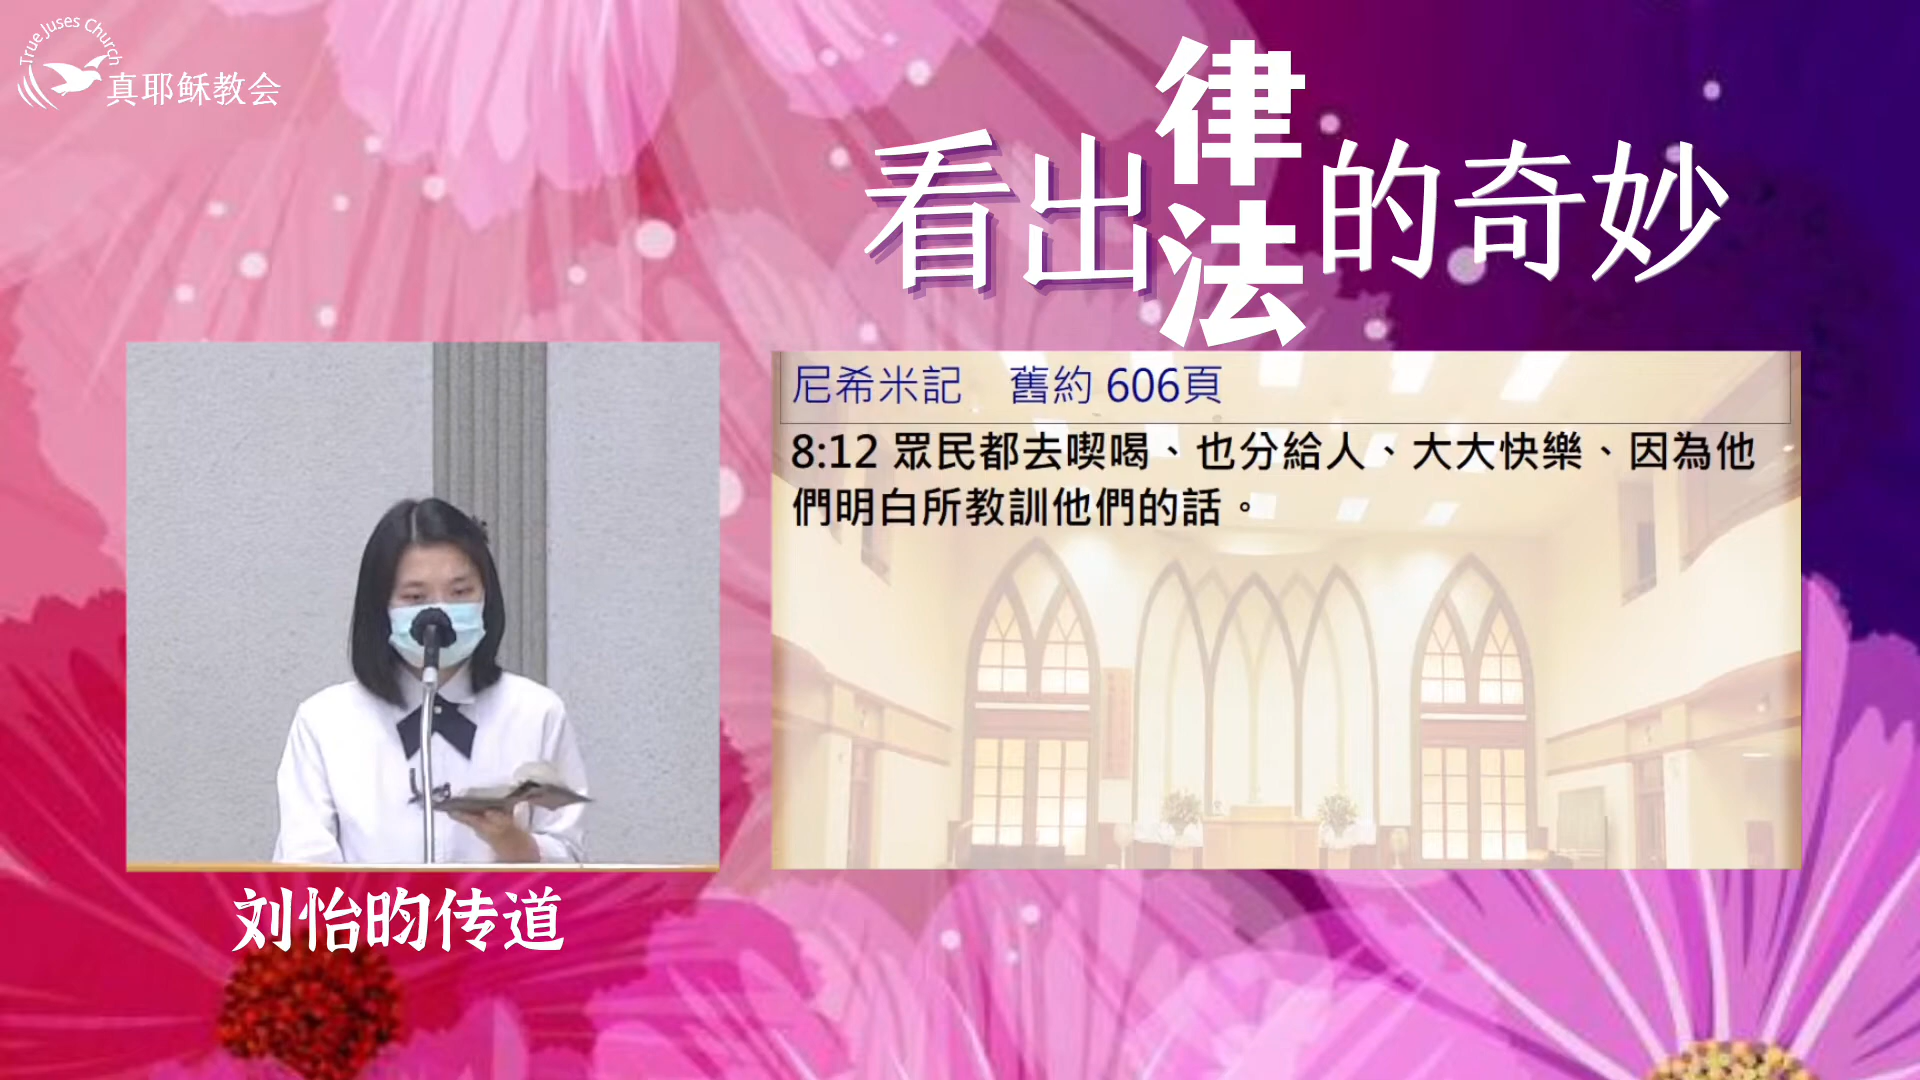 True Juses Church
真耶稣教会
看出律法的奇妙
尼希米記 舊約 606頁
8:12 眾民都去喫喝、也分給人、大大快樂、因為他
們明白所教訓他們的話。
刘怡昀传道